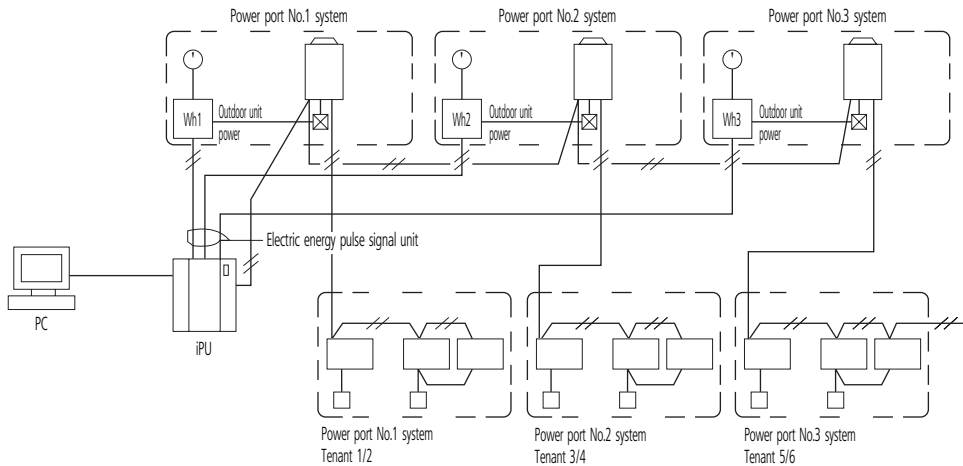 Power port No.1 system
Power port No.2 system
Power port No.3 system
Wh1
Outdoor unit
power
Wh2
Outdoor unit
power
Wh3
Outdoor unit
power
Electric energy pulse signal unit
PC
iPU
Power port No.1 system
Tenant 1/2
Power port No.2 system
Tenant 3/4
Power port No.3 system
Tenant 5/6